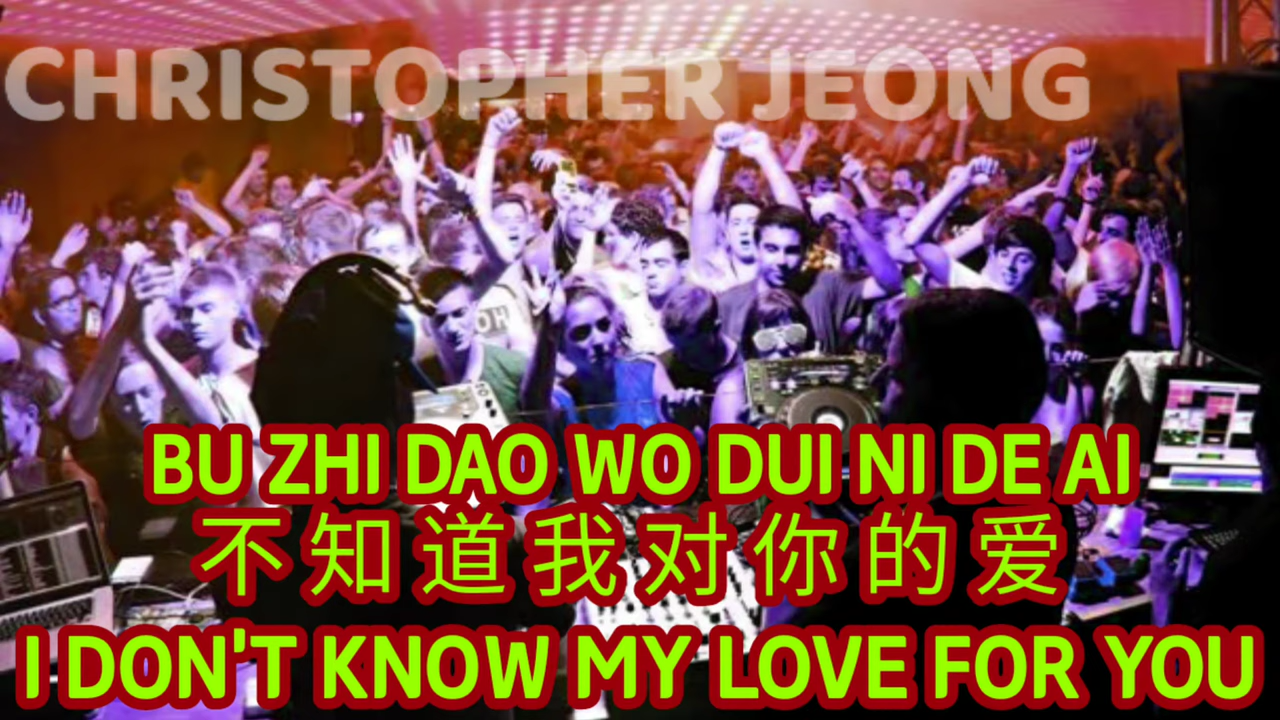 CHRISTOPHER JEONG
OH
BU ZHI DAO WO DUI NI DE AI
不知道我对你的爱
I DON'T KNOW MY LOVE FOR YOU